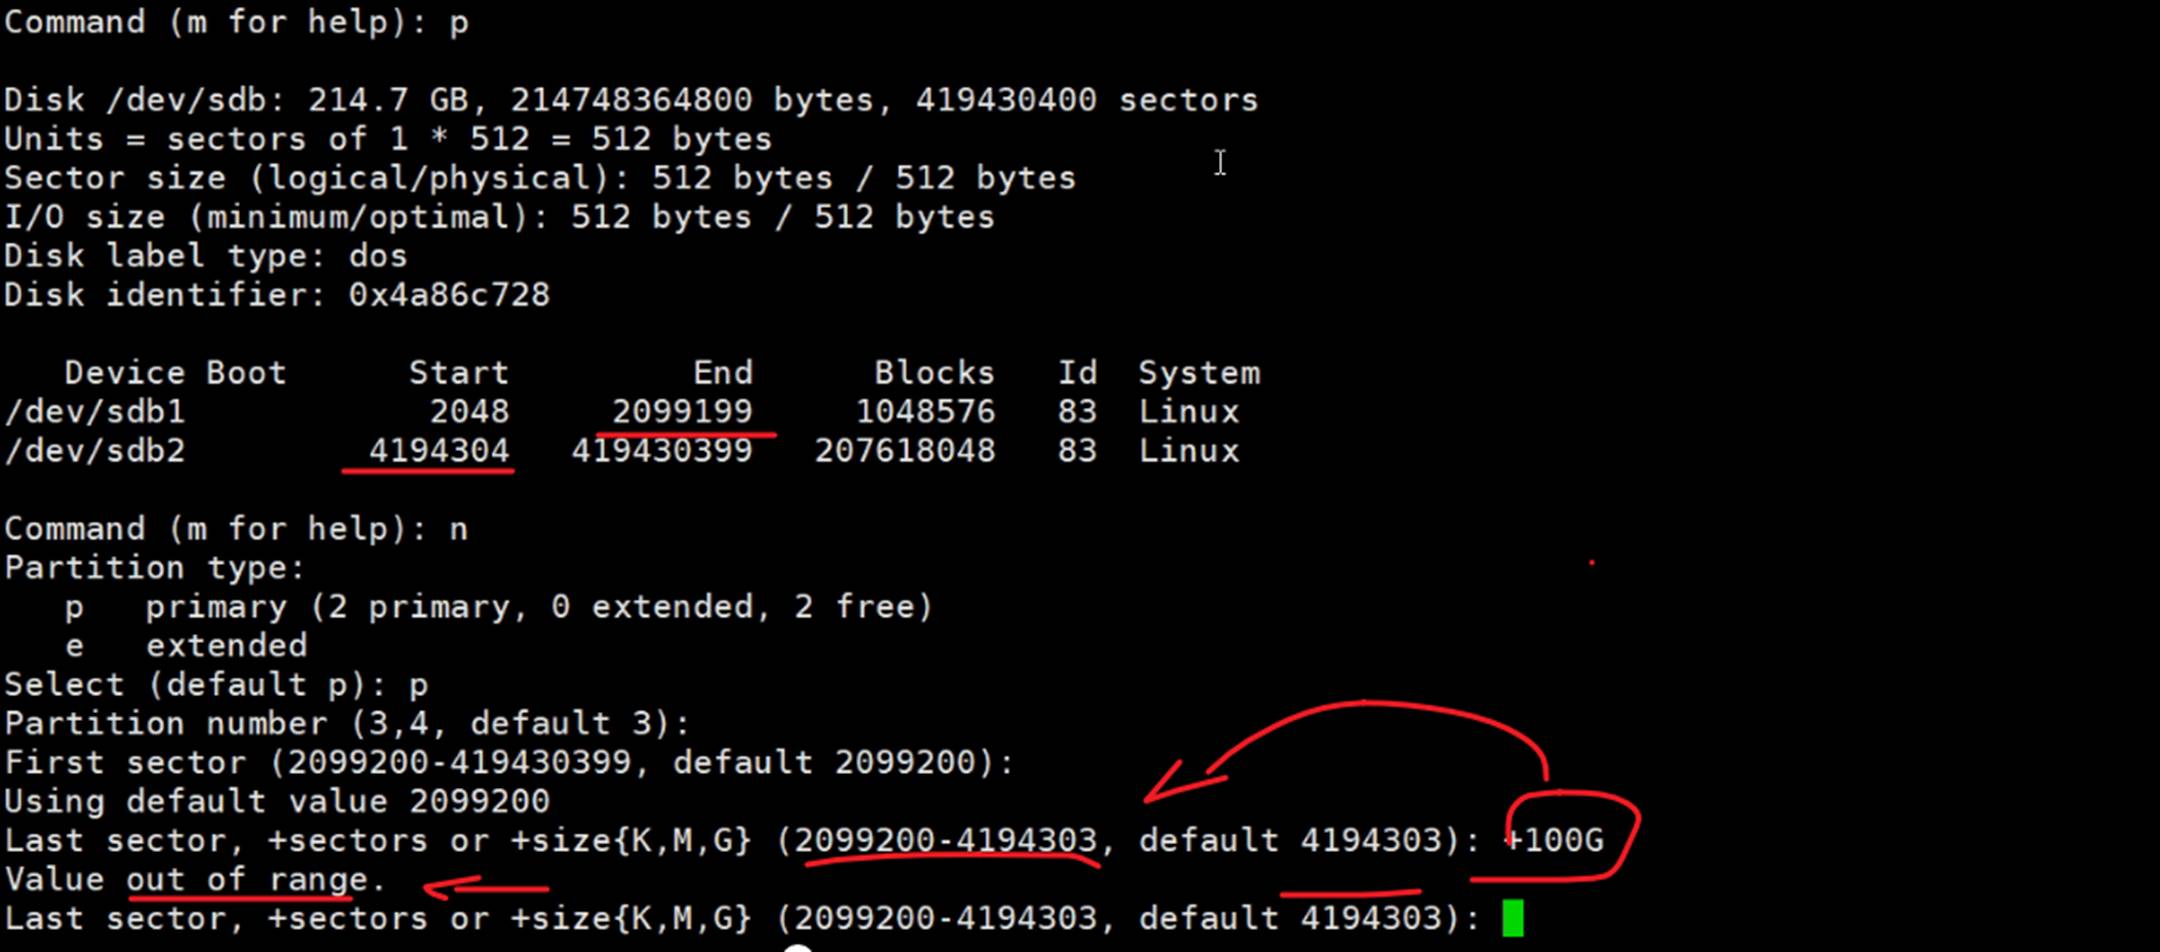 Command (m for help): p
Disk /dev/sdb: 214.7 GB, 214748364800 bytes, 419430400 sectors
Units = sectors of 1 * 512 = 512 bytes
Sector size (logical/physical): 512 bytes / 512 bytes
I/O size (minimum/optimal): 512 bytes / 512 bytes
Disk label type: dos
Disk identifier: 0x4a86c728
Device Boot Start End Blocks Id System
/dev/sdb1 2048 2099199 1048576 83 Linux
/dev/sdb2 4194304 419430399 207618048 83 Linux
Command (m for help): n
Partition type:
p primary (2 primary, 0 extended, 2 free)
e extended
Select (default p): p
Partition number (3,4, default 3):
First sector (2099200-419430399, default 2099200):
Using default value 2099200
Last sector, +sectors or +size{K,M,G} (2099200-4194303, default 4194303): +100G
Value out of range.
Last sector, +sectors or +size{K,M,G} (2099200-4194303, default 4194303):